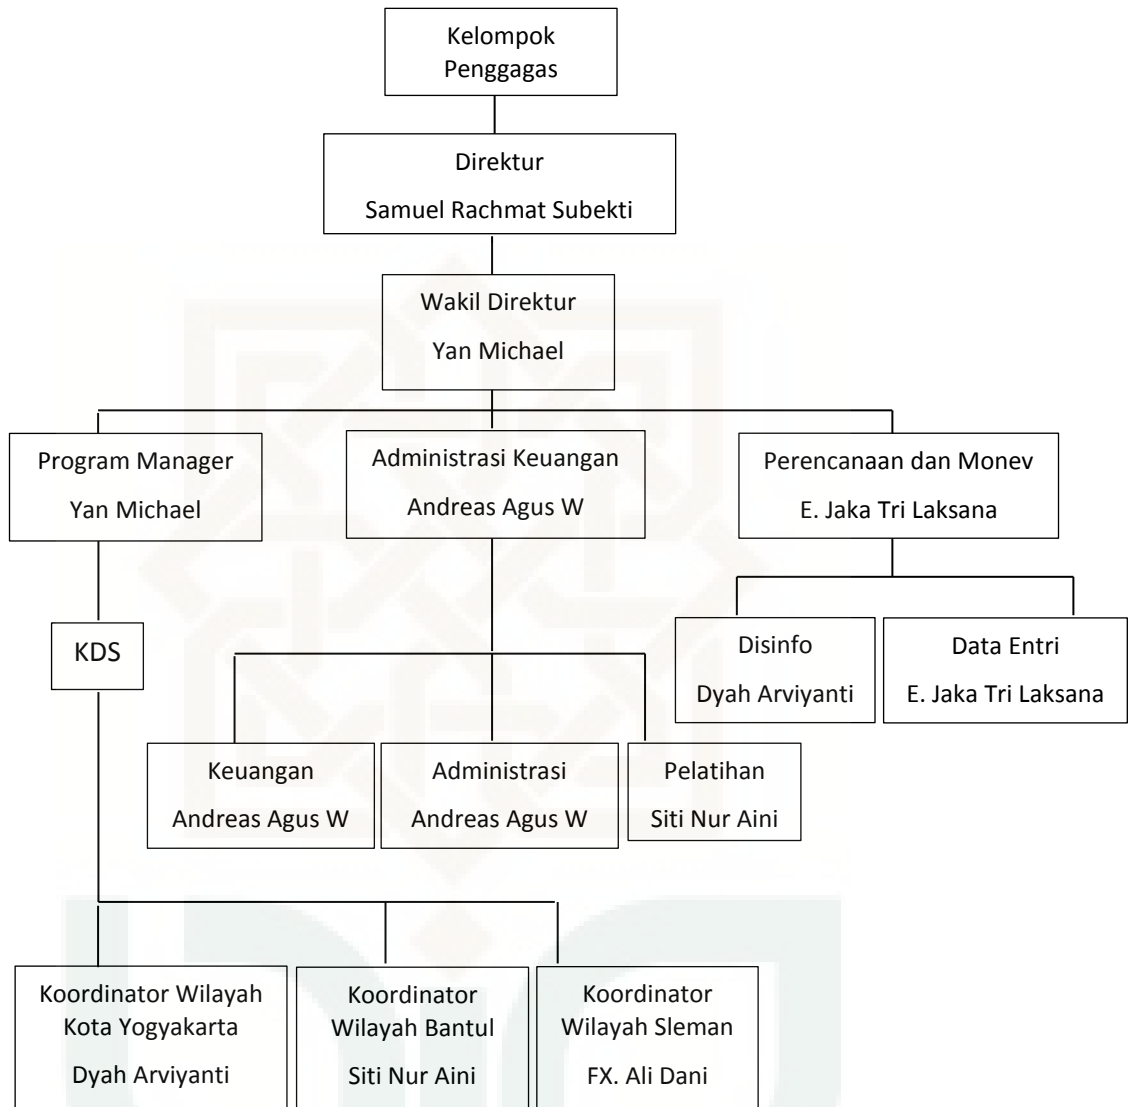 Kelompok
Penggagas
Direktur
Samuel Rachmat Subekti
Wakil Direktur
Yan Michael
Program Manager
Yan Michael
Administrasi Keuangan
Andreas Agus W
Perencanaan dan Monev
E. Jaka Tri Laksana
KDS
Disinfo
Dyah Arviyanti
Data Entri
E. Jaka Tri Laksana
Keuangan
Andreas Agus W
Administrasi
Andreas Agus W
Pelatihan
Siti Nur Aini
Koordinator Wilayah
Kota Yogyakarta
Dyah Arviyanti
Koordinator
Wilayah Bantul
Siti Nur Aini
Koordinator
Wilayah Sleman
FX. Ali Dani